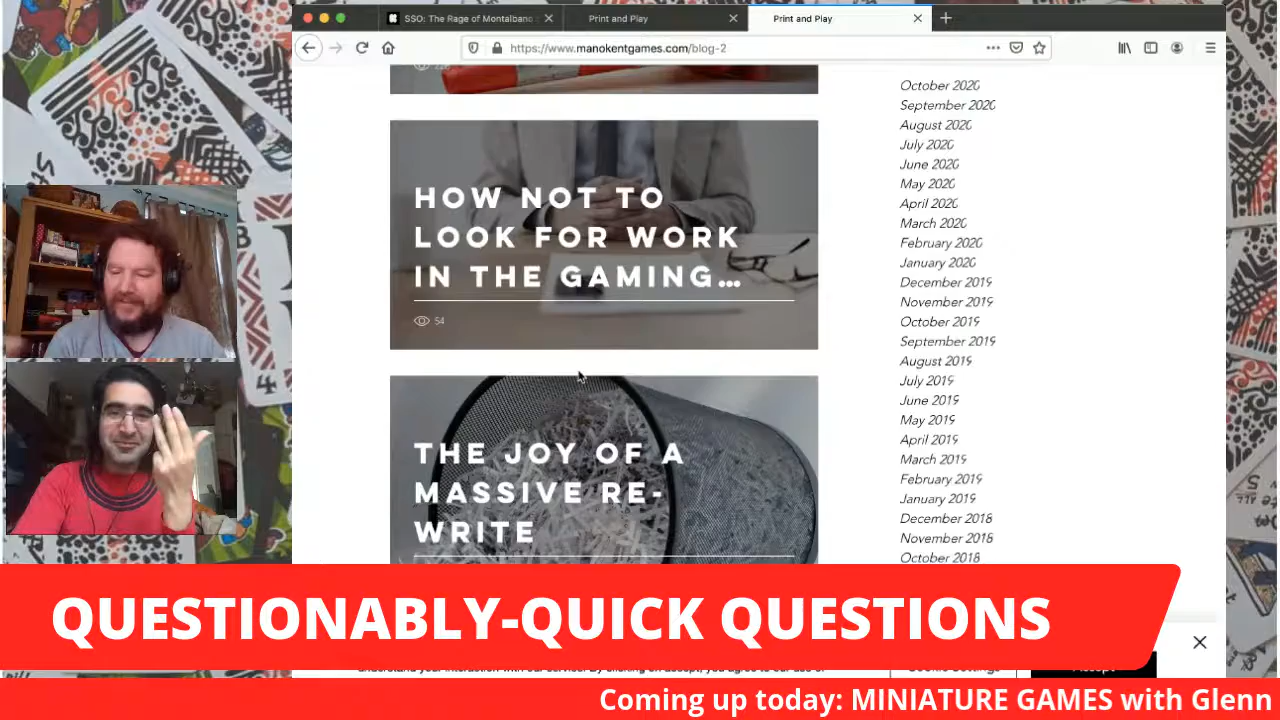 SSO: The Rage of Montalbano
Print and Play
Print and Play
https://www.manokentgames.com/blog-2
HOW NOT TO
LOOK FOR WORK
IN THE GAMING...
54
THE JOY OF A
MASSIVE RE-
WRITE
October 2020
September 2020
August 2020
July 2020
June 2020
May 2020
April 2020
March 2020
February 2020
January 2020
December 2019
November 2019
October 2019
September 2019
August 2019
July 2019
June 2019
May 2019
April 2019
March 2019
February 2019
January 2019
December 2018
November 2018
October 2018
QUESTIONABLY-QUICK QUESTIONS
Coming up today: MINIATURE GAMES with Glenn